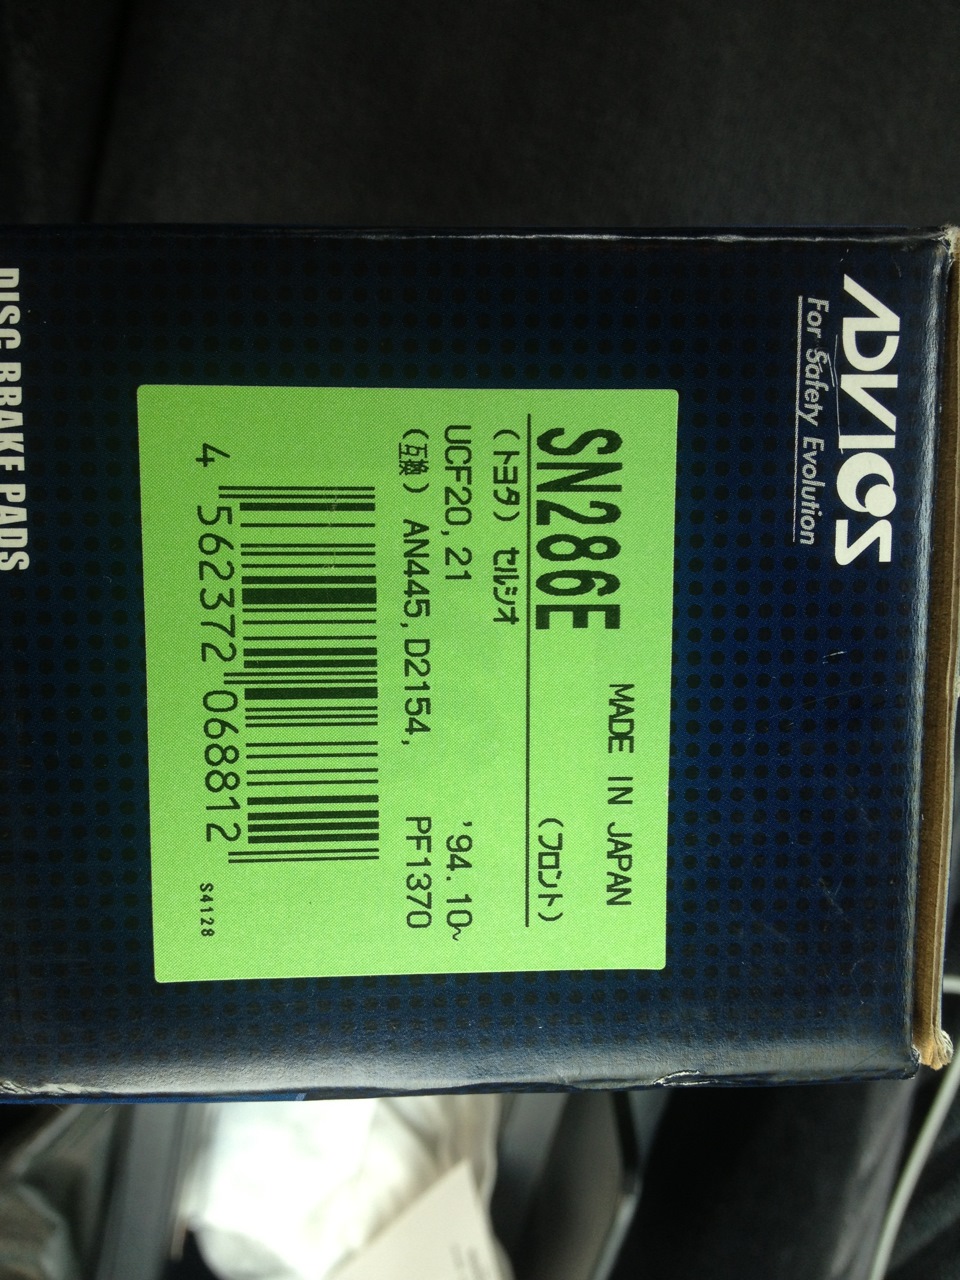 ADVICS
For Safety Evolution
MADE IN JAPAN
SN286E (フロント)
(トヨタ) セルシオ
UCF20,21 '94.10~
(互換) AN445,D2154, PF1370
4 562372 068812
S4128
DISC BRAKE PADS